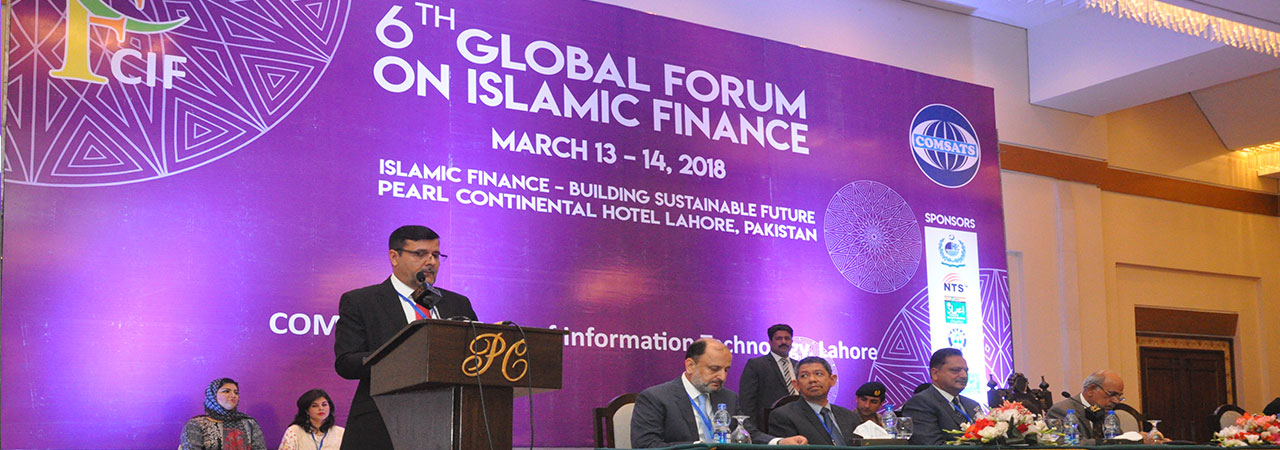 CIF
6TH GLOBAL FORUM
ON ISLAMIC FINANCE
MARCH 13 – 14, 2018
ISLAMIC FINANCE – BUILDING SUSTAINABLE FUTURE
PEARL CONTINENTAL HOTEL LAHORE, PAKISTAN
COMSATS
SPONSORS
NTS
COM
of Information Technology, Lahore
PC